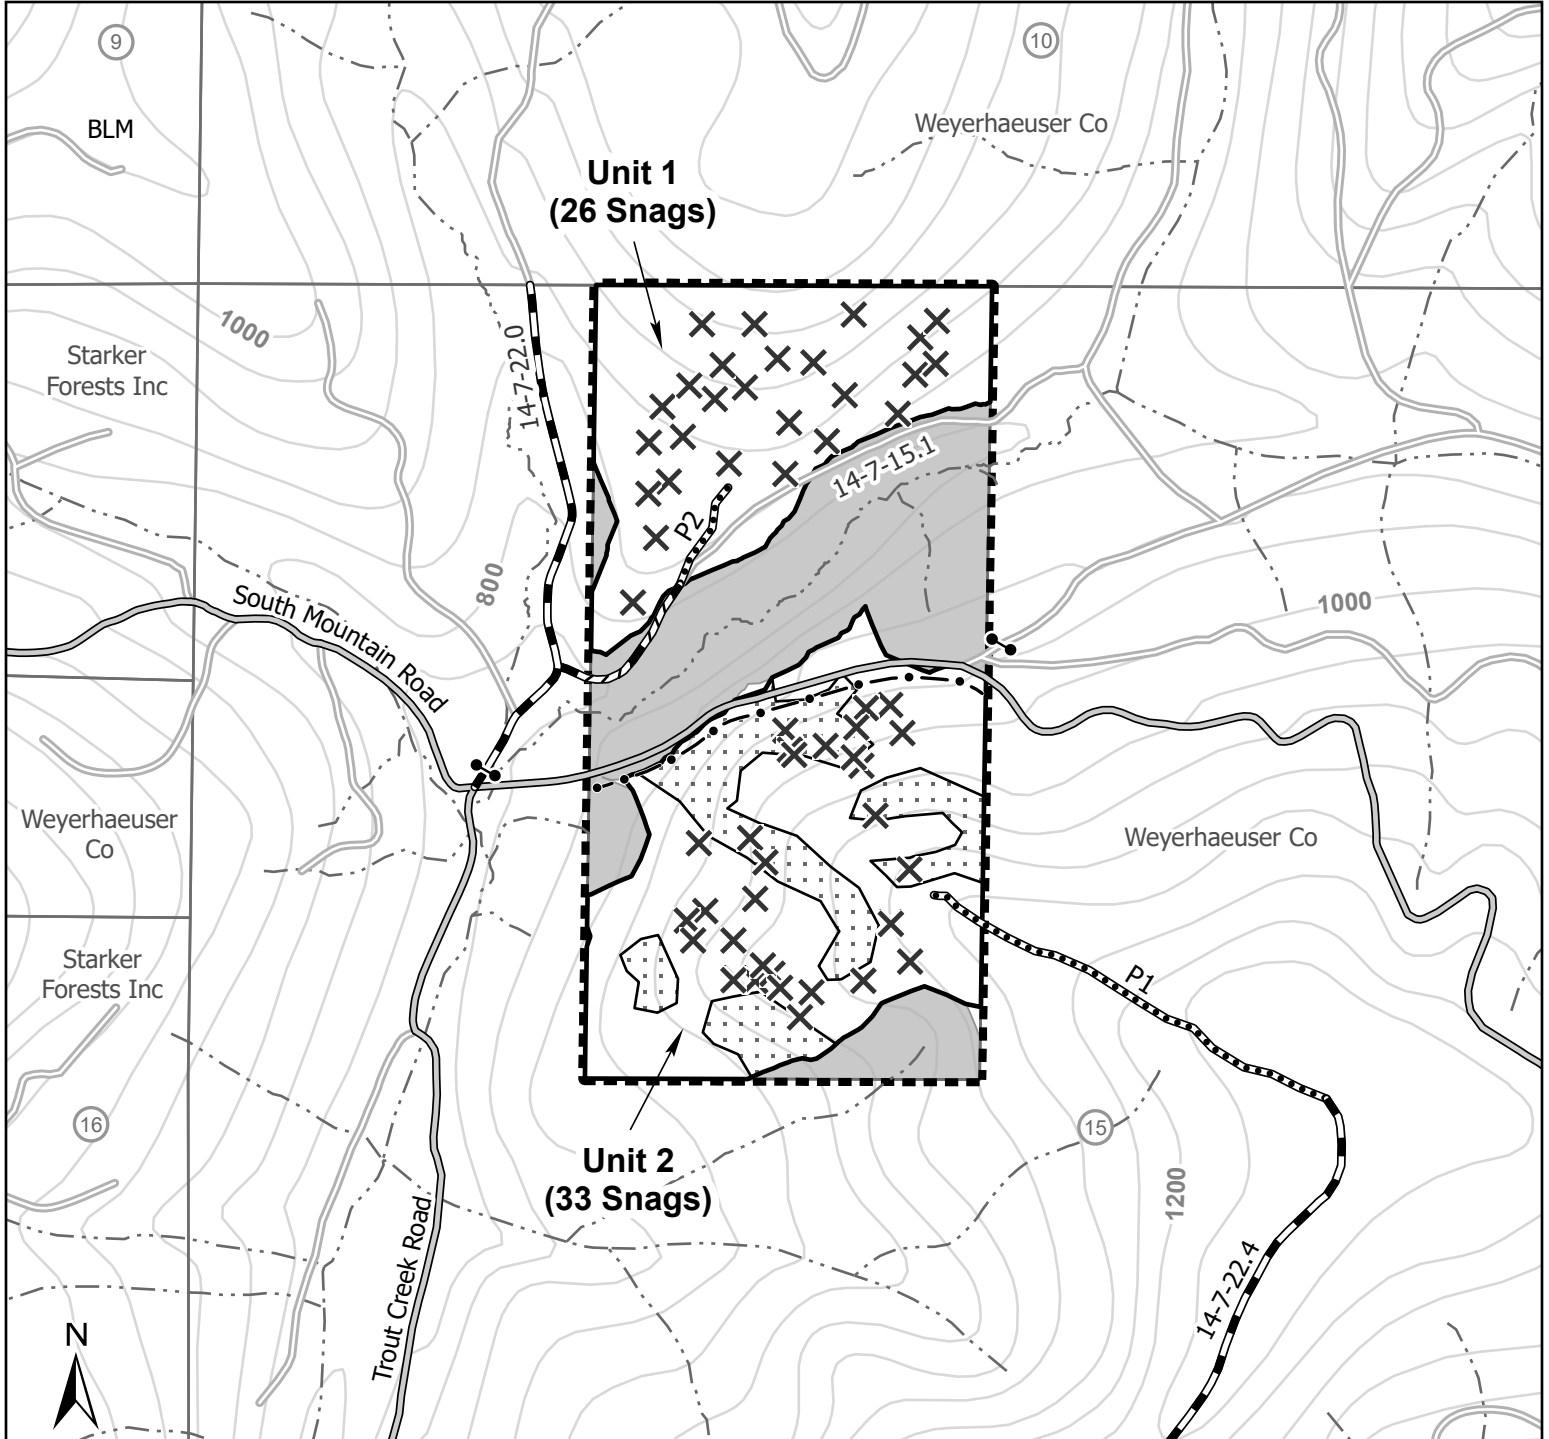 9
10
BLM
Weyerhaeuser Co
Unit 1
(26 Snags)
1000
14-7-22.0
Starker
Forests Inc
14-7-15.1
P2
800
South Mountain Road
1000
Weyerhaeuser
Co
Weyerhaeuser Co
Starker
Forests Inc
P1
16
15
Unit 2
(33 Snags)
1200
14-7-22.4
Trout Creek Road
N